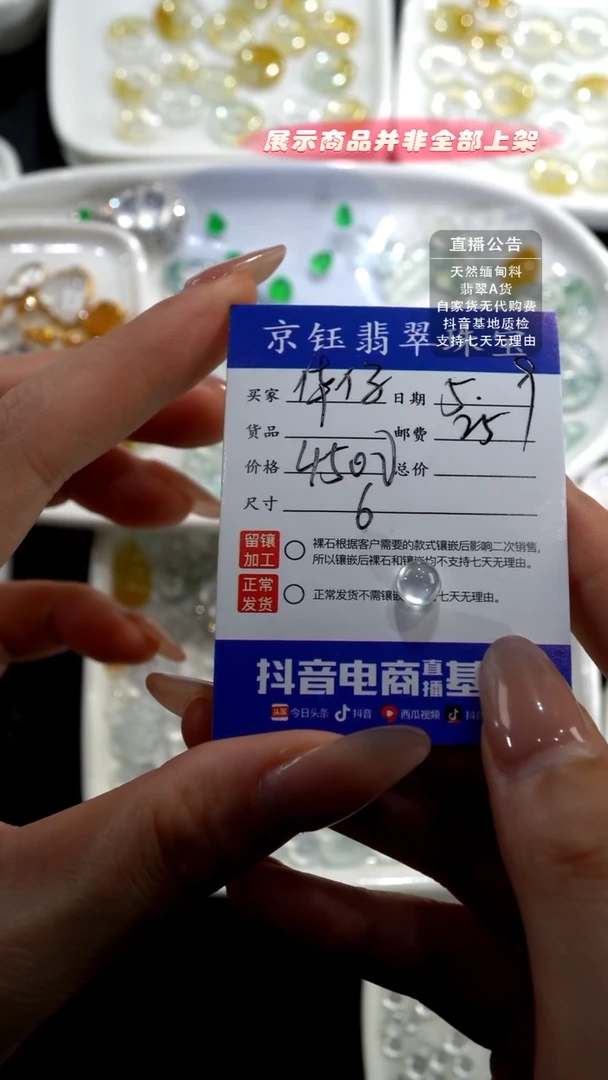 展示商品并非全部上架
直播公告
天然缅甸料
翡翠A货
自家货无代购费
抖音基地质检
支持七天无理由
京钰翡翠珠宝
买家 日期 5.9
货品 邮费 25
价格 4500 总价
尺寸 6
留镶加工 裸石根据客户需要的款式镶嵌后影响二次销售,
所以镶嵌后裸石和镶嵌均不支持七天无理由。
正常发货 正常发货不需镶嵌 七天无理由。
抖音电商直播基
头条 今日头条 抖音 西瓜视频 抖